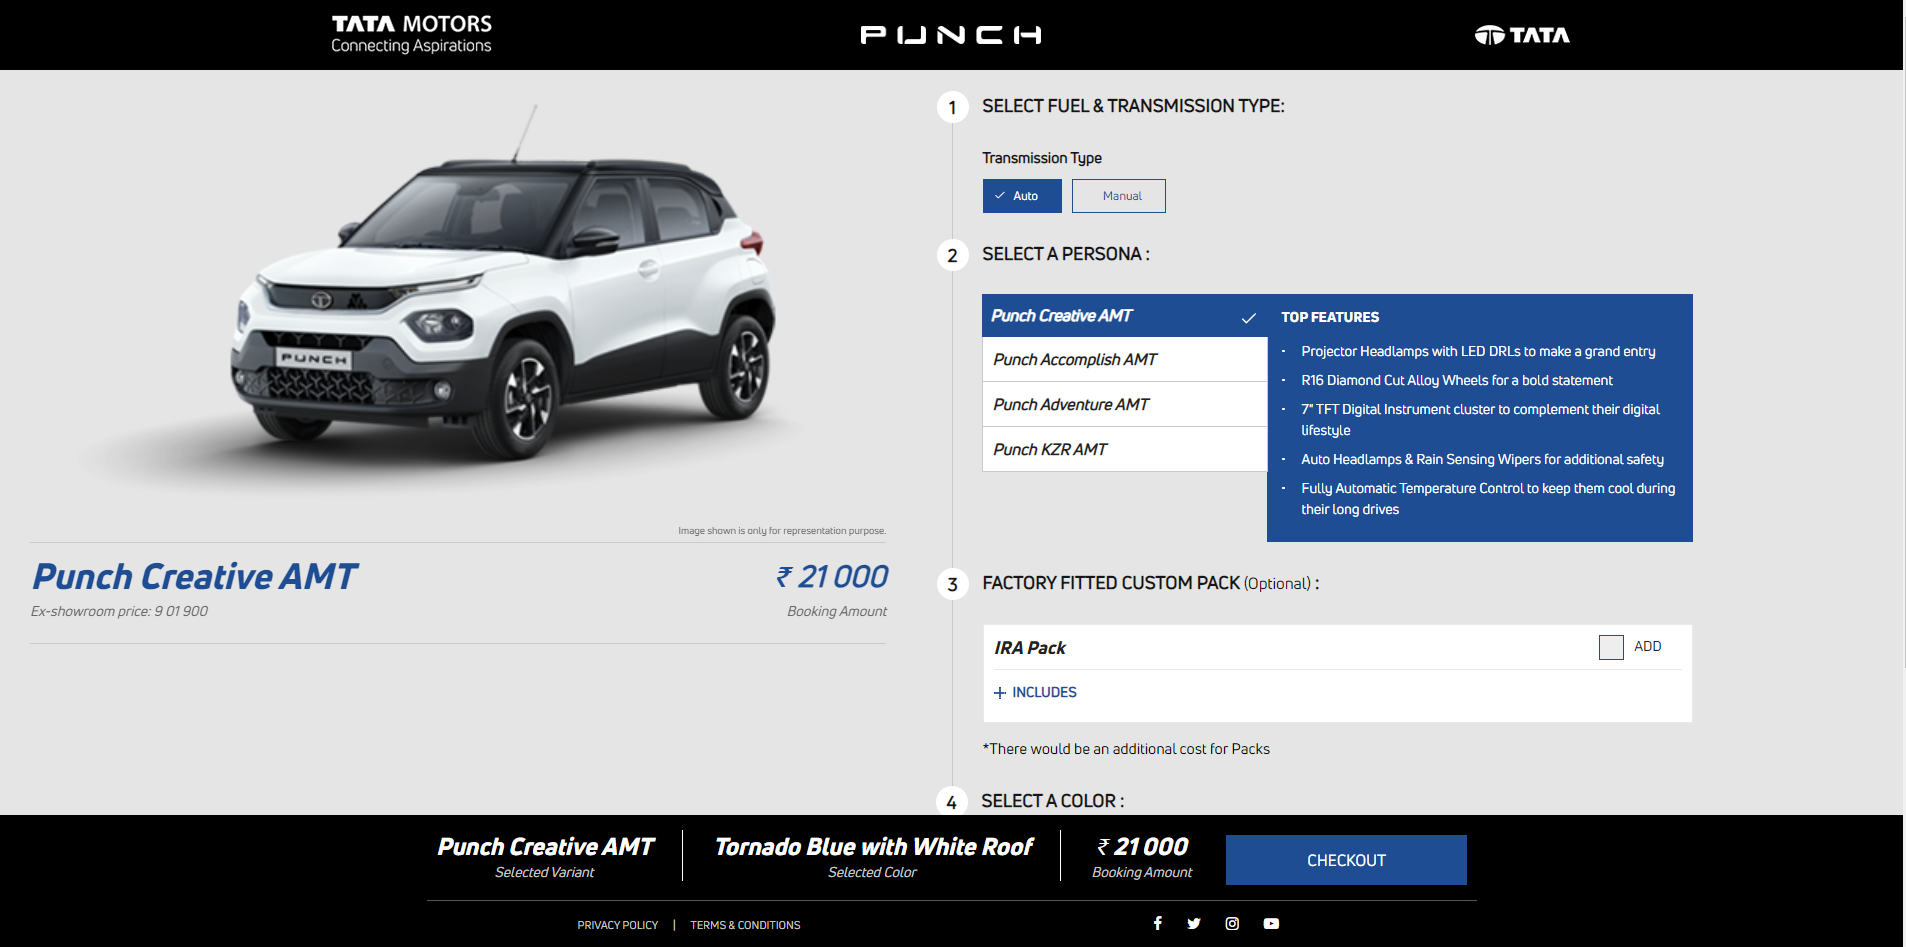 TATA MOTORS
Connecting Aspirations
PUNCH
TATA
PUNCH
Image shown is only for representation purpose.
Punch Creative AMT
₹ 21 000
Ex-showroom price: 9 01 900
Booking Amount
1
SELECT FUEL & TRANSMISSION TYPE:
Transmission Type
Auto
Manual
2
SELECT A PERSONA :
Punch Creative AMT
Punch Accomplish AMT
Punch Adventure AMT
Punch KZR AMT
TOP FEATURES
· Projector Headlamps with LED DRLs to make a grand entry
· R16 Diamond Cut Alloy Wheels for a bold statement
· 7" TFT Digital Instrument cluster to complement their digital
lifestyle
· Auto Headlamps & Rain Sensing Wipers for additional safety
· Fully Automatic Temperature Control to keep them cool during
their long drives
3
FACTORY FITTED CUSTOM PACK (Optional) :
IRA Pack
ADD
+ INCLUDES
*There would be an additional cost for Packs
4
SELECT A COLOR :
Punch Creative AMT
Selected Variant
Tornado Blue with White Roof
Selected Color
₹ 21 000
Booking Amount
CHECKOUT
PRIVACY POLICY | TERMS & CONDITIONS